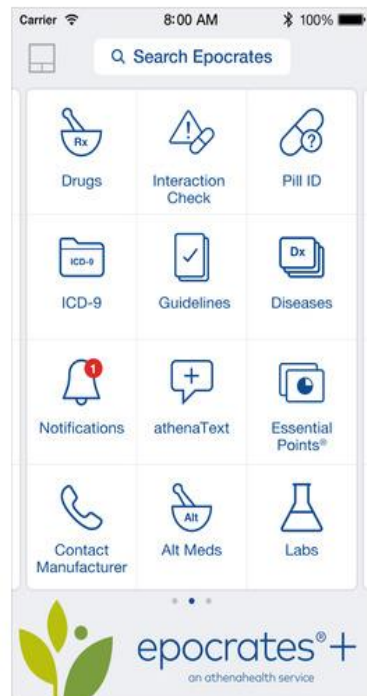 Carrier 8:00 AM 100%
Search Epocrates
Rx
Drugs
Interaction
Check
?
Pill ID
ICD-9
ICD-9
Guidelines
Dx
Diseases
1
Notifications
athenaText
Essential
Points®
Contact
Manufacturer
Alt
Alt Meds
Labs
epocrates®+
an athenahealth service